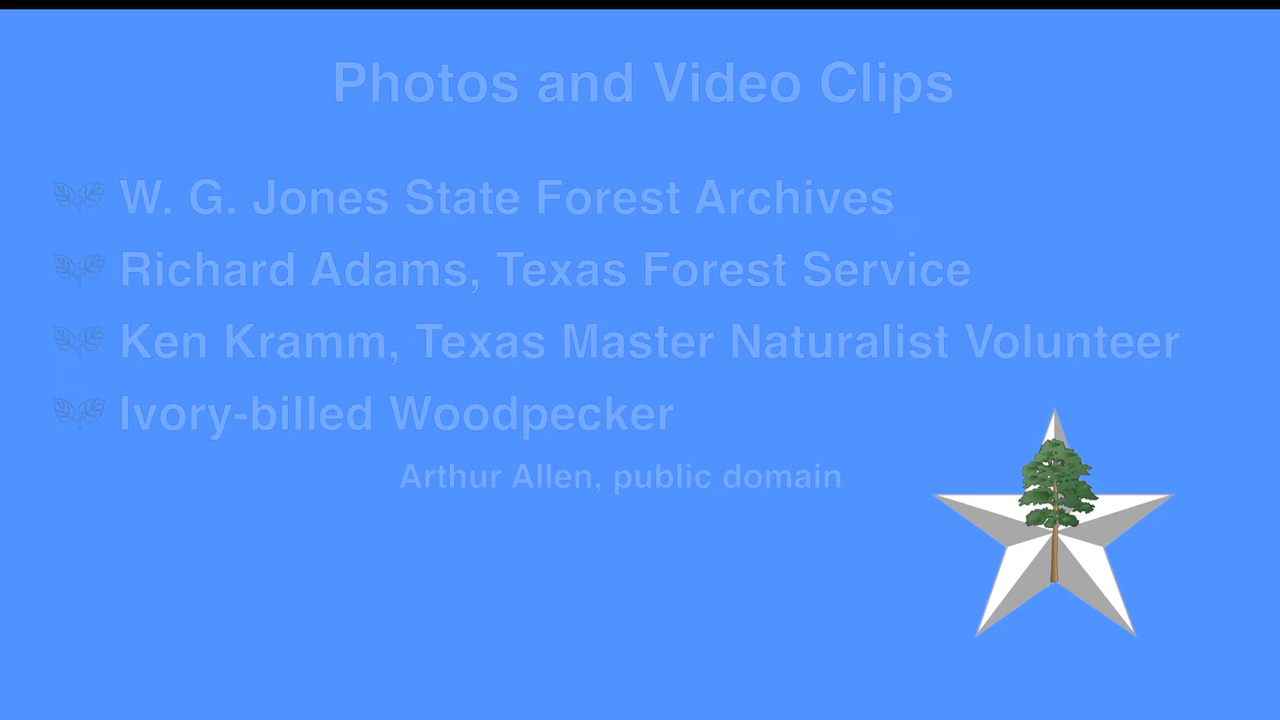 Photos and Video Clips
W. G. Jones State Forest Archives
Richard Adams, Texas Forest Service
Ken Kramm, Texas Master Naturalist Volunteer
Ivory-billed Woodpecker
Arthur Allen, public domain